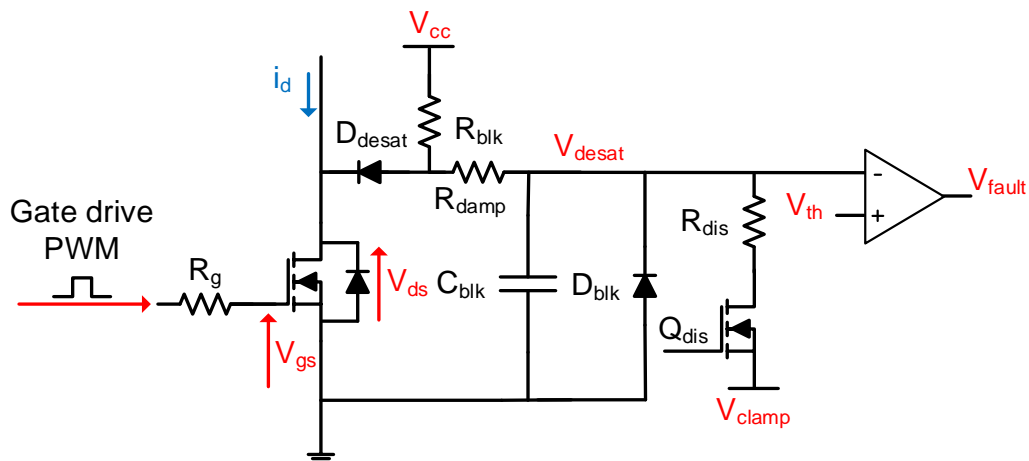 Vcc
id
Ddesat
Rblk
Vdesat
Rdamp
-
Vfault
Vth
+
Gate drive
PWM
Rdis
Rg
Vds
Cblk
Dblk
Qdis
Vgs
Vclamp